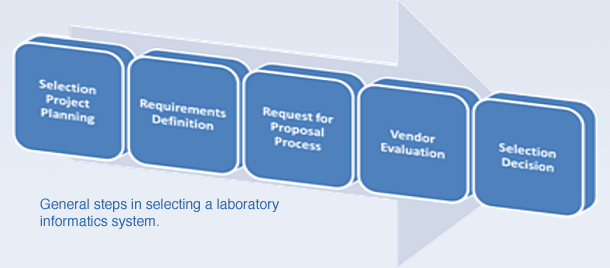 Selection
Project
Planning
Requirements
Definition
Request for
Proposal
Process
Vendor
Evaluation
Selection
Decision
General steps in selecting a laboratory
informatics system.